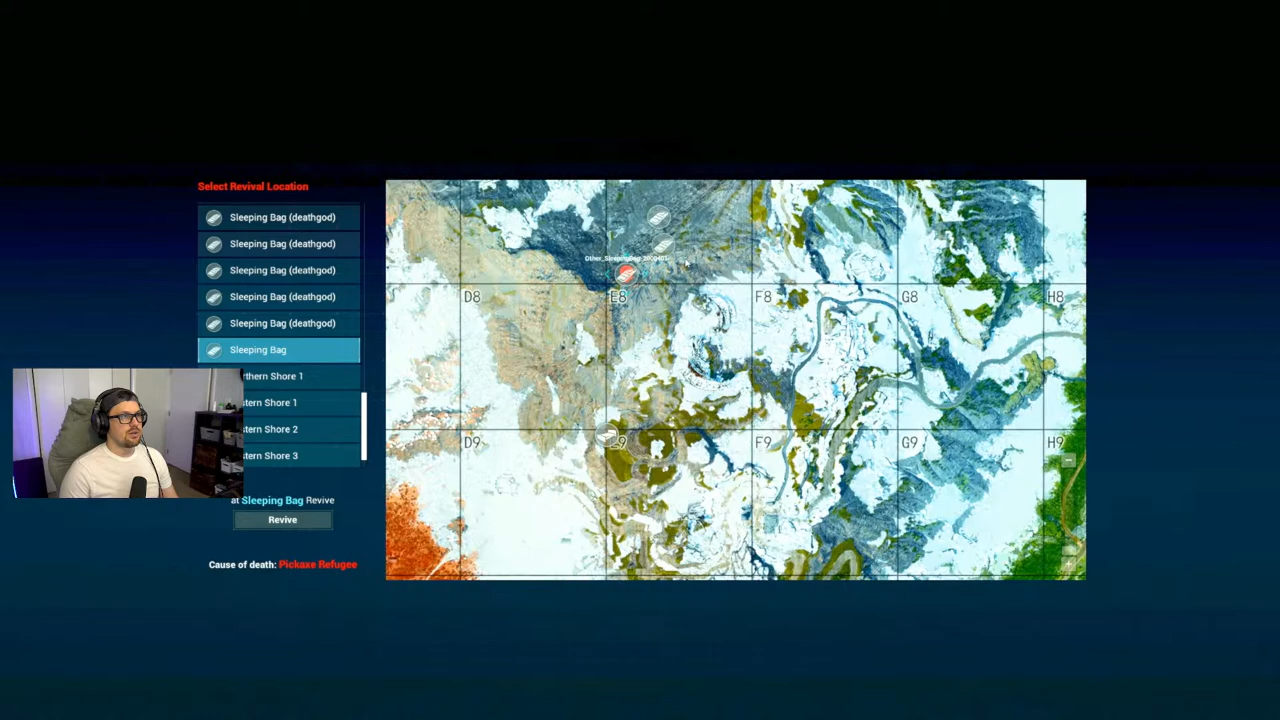 Select Revival Location
Sleeping Bag (deathgod)
Sleeping Bag (deathgod)
Sleeping Bag (deathgod)
Sleeping Bag (deathgod)
Sleeping Bag (deathgod)
Sleeping Bag
thern Shore 1
stern Shore 1
stern Shore 2
stern Shore 3
at Sleeping Bag Revive
Revive
Cause of death: Pickaxe Refugee
D8
E8
F8
G8
H8
D9
9
F9
G9
H9